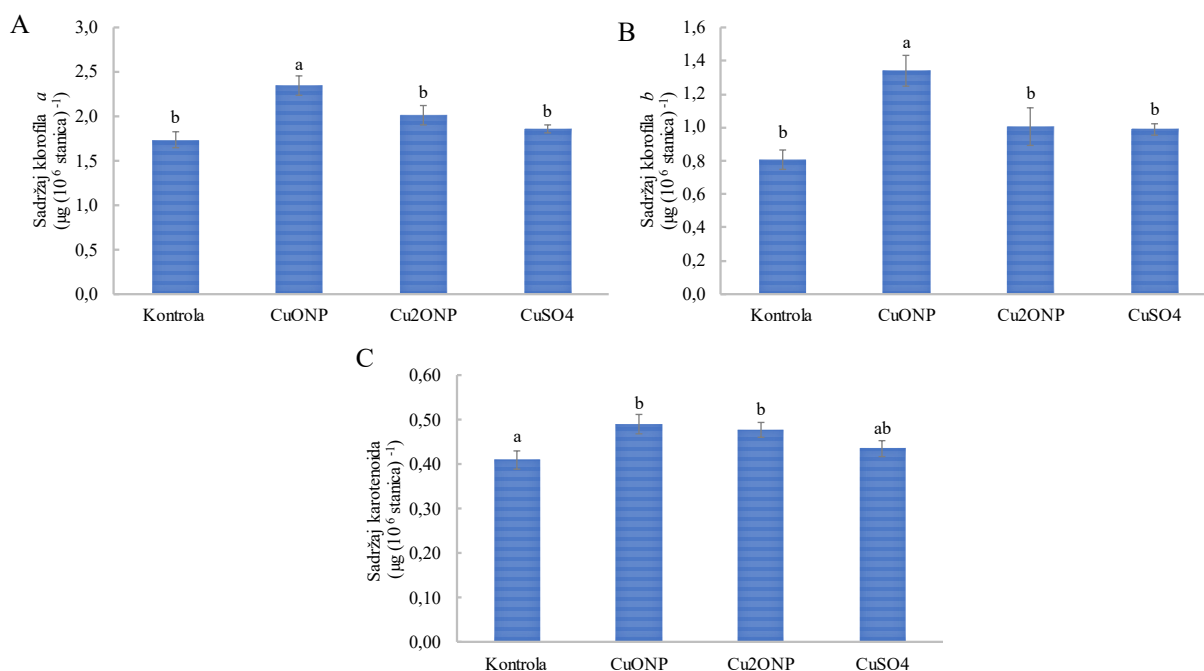 A
Sadržaj klorofila a
(µg (10⁶ stanica)⁻¹
3,0
2,5
2,0
1,5
1,0
0,5
0,0
b
a
b
b
Kontrola CuONP Cu2ONP CuSO4
B
Sadržaj klorofila b
(µg (10⁶ stanica)⁻¹
1,6
1,4
1,2
1,0
0,8
0,6
0,4
0,2
0,0
b
a
b
b
Kontrola CuONP Cu2ONP CuSO4
C
Sadržaj karotenoida
(µg (10⁶ stanica)⁻¹
0,60
0,50
0,40
0,30
0,20
0,10
0,00
a
b
b
ab
Kontrola CuONP Cu2ONP CuSO4